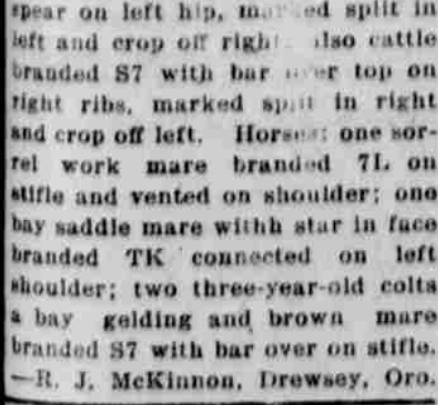 spear on left hip, marked split in
left and crop off right. also cattle
branded S7 with bar over top on
right ribs, marked split in right
and crop off left. Horses: one sor-
rel work mare branded 7L on
stifle and vented on shoulder; one
bay saddle mare withh star in face
branded TK connected on left
shoulder; two three-year-old colts
a bay gelding and brown mare
branded S7 with bar over on stifle.
—R. J. McKinnon, Drewsey, Oro.